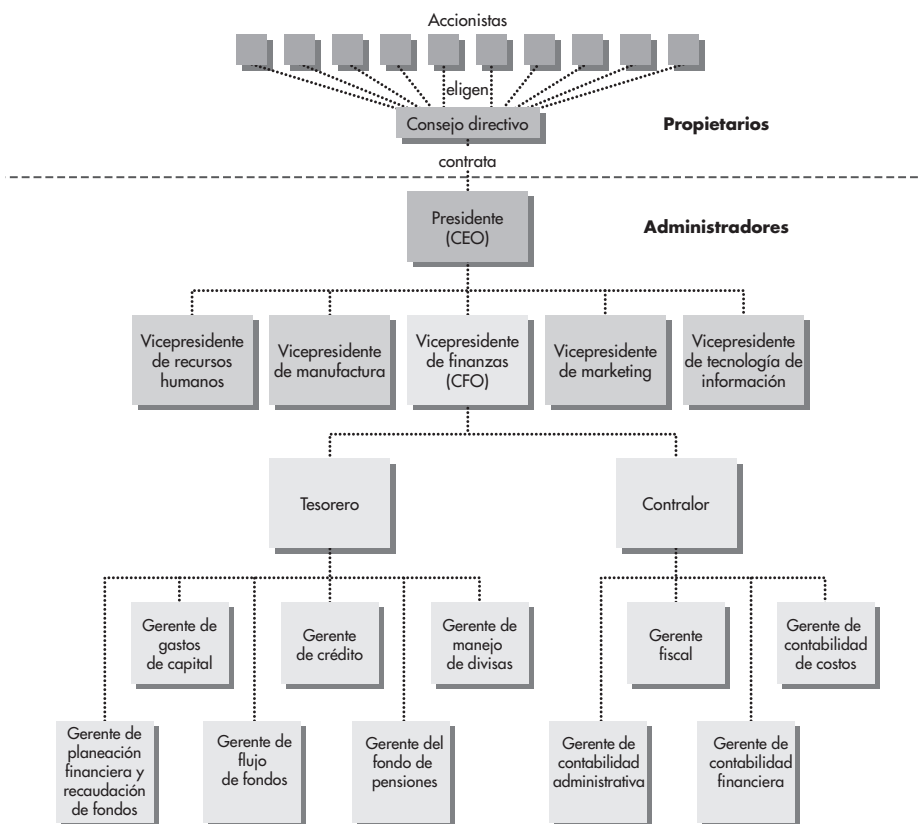 Accionistas
eligen
Consejo directivo
Propietarios
contrata
Presidente
(CEO)
Administradores
Vicepresidente
de recursos
humanos
Vicepresidente
de manufactura
Vicepresidente
de finanzas
(CFO)
Vicepresidente
de marketing
Vicepresidente
de tecnología de
información
Tesorero
Contralor
Gerente de
gastos
de capital
Gerente
de crédito
Gerente de
manejo
de divisas
Gerente
fiscal
Gerente de
contabilidad
de costos
Gerente de
planeación
financiera y
recaudación
de fondos
Gerente de
flujo
de fondos
Gerente del
fondo de
pensiones
Gerente de
contabilidad
administrativa
Gerente de
contabilidad
financiera